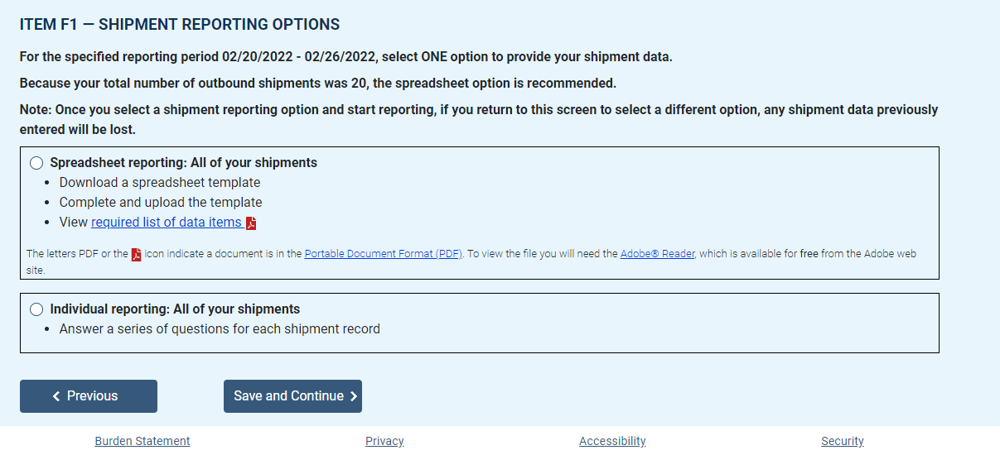 ITEM F1 — SHIPMENT REPORTING OPTIONS
For the specified reporting period 02/20/2022 - 02/26/2022, select ONE option to provide your shipment data.
Because your total number of outbound shipments was 20, the spreadsheet option is recommended.
Note: Once you select a shipment reporting option and start reporting, if you return to this screen to select a different option, any shipment data previously
entered will be lost.
Spreadsheet reporting: All of your shipments
• Download a spreadsheet template
• Complete and upload the template
• View required list of data items
The letters PDF or the icon indicate a document is in the Portable Document Format (PDF). To view the file you will need the Adobe® Reader, which is available for free from the Adobe web
site.
Individual reporting: All of your shipments
• Answer a series of questions for each shipment record
Previous Save and Continue
Burden Statement Privacy Accessibility Security